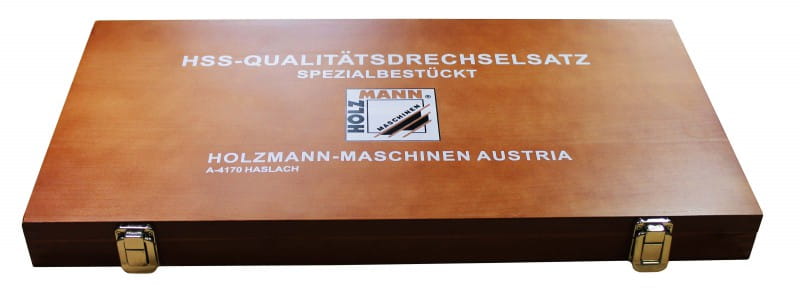 HSS-QUALITÄTSDRECHSELSATZ
SPEZIALBESTÜCKT
HOLZ
MANN®
MASCHINEN
HOLZMANN-MASCHINEN AUSTRIA
A-4170 HASLACH